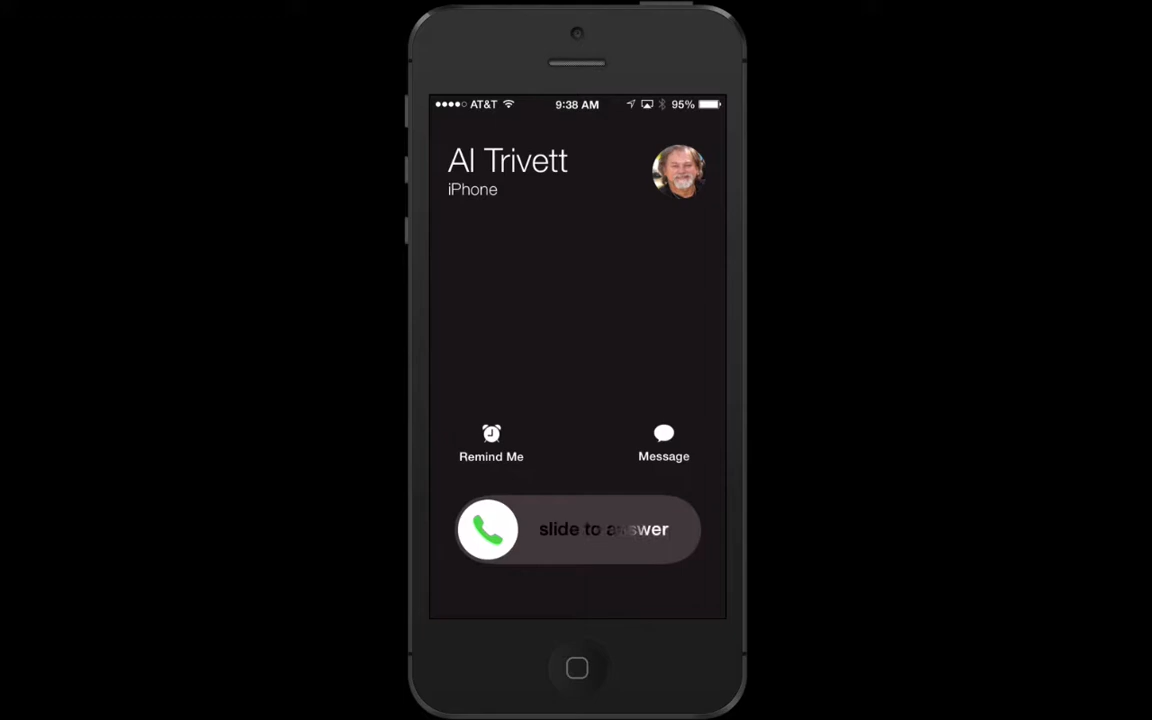 AT&T 9:38 AM 95%
Al Trivett
iPhone
Remind Me Message
slide to answer